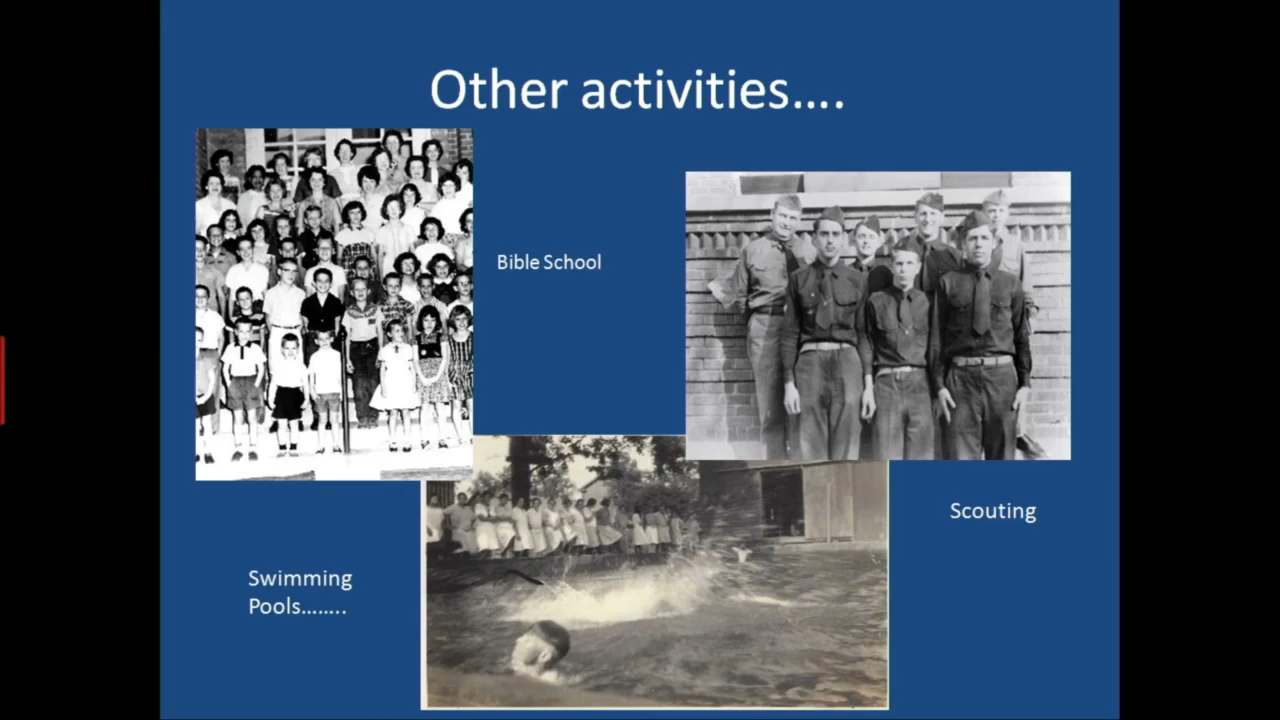 Other activities....
Bible School
Scouting
Swimming
Pools........